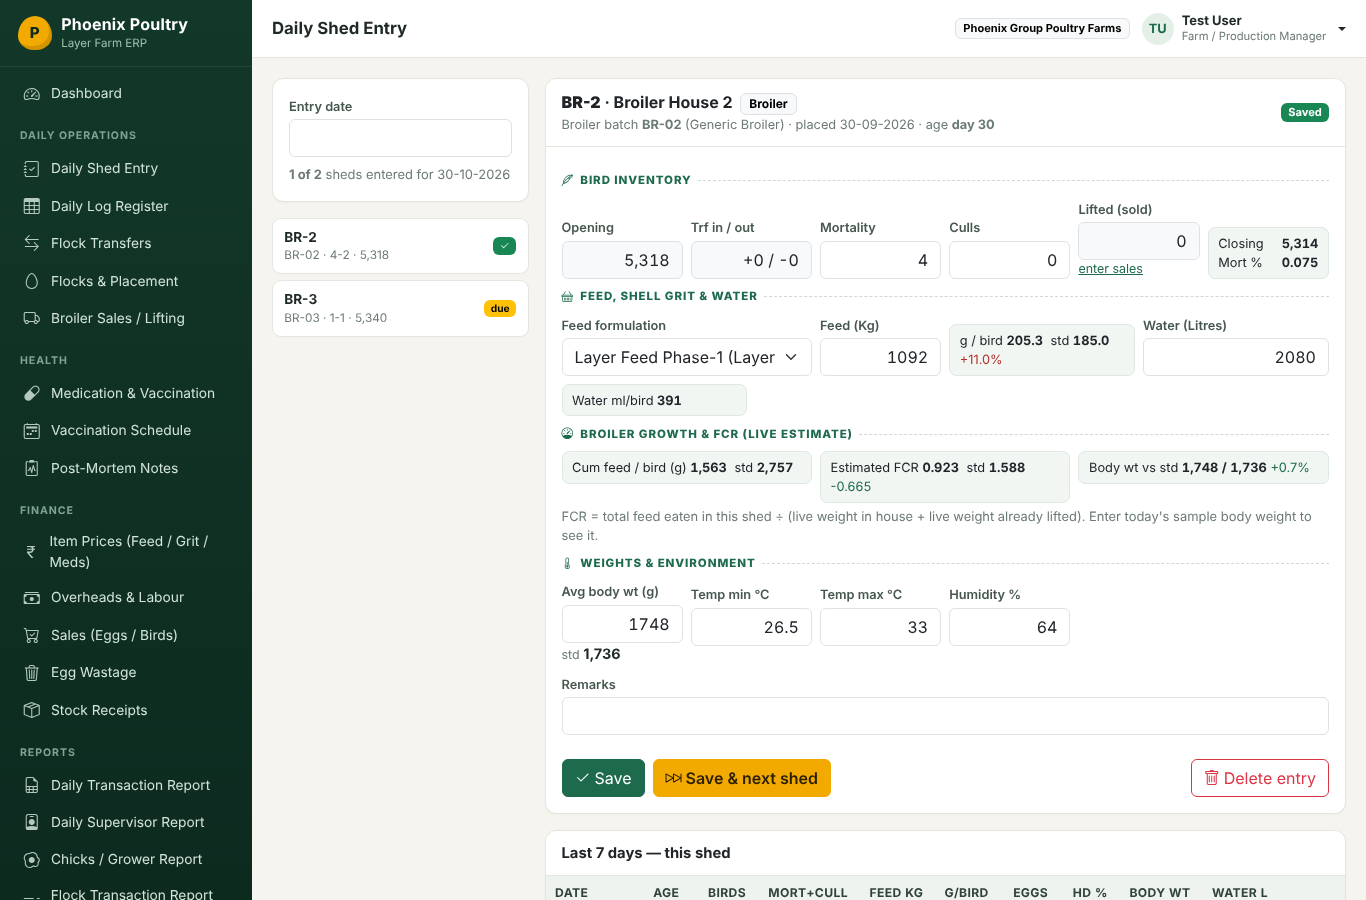 P
Phoenix Poultry
Layer Farm ERP
Dashboard
DAILY OPERATIONS
Daily Shed Entry
Daily Log Register
Flock Transfers
Flocks & Placement
Broiler Sales / Lifting
HEALTH
Medication & Vaccination
Vaccination Schedule
Post-Mortem Notes
FINANCE
₹ Item Prices (Feed / Grit /
Meds)
Overheads & Labour
Sales (Eggs / Birds)
Egg Wastage
Stock Receipts
REPORTS
Daily Transaction Report
Daily Supervisor Report
Chicks / Grower Report
Flock Transaction Report
Daily Shed Entry
Phoenix Group Poultry Farms
TU
Test User
Farm / Production Manager
Entry date
1 of 2 sheds entered for 30-10-2026
BR-2
BR-02 · 4-2 · 5,318
BR-3
BR-03 · 1-1 · 5,340
due
BR-2 · Broiler House 2 Broiler
Broiler batch BR-02 (Generic Broiler) · placed 30-09-2026 · age day 30
Saved
BIRD INVENTORY
Opening Trf in / out Mortality Culls Lifted (sold)
5,318 +0 / -0 4 0 0
enter sales
Closing 5,314
Mort % 0.075
FEED, SHELL GRIT & WATER
Feed formulation Feed (Kg) Water (Litres)
Layer Feed Phase-1 (Layer 1092 g / bird 205.3 std 185.0 2080
+11.0%
Water ml/bird 391
BROILER GROWTH & FCR (LIVE ESTIMATE)
Cum feed / bird (g) 1,563 std 2,757 Estimated FCR 0.923 std 1.588 Body wt vs std 1,748 / 1,736 +0.7%
-0.665
FCR = total feed eaten in this shed ÷ (live weight in house + live weight already lifted). Enter today's sample body weight to
see it.
WEIGHTS & ENVIRONMENT
Avg body wt (g) Temp min °C Temp max °C Humidity %
1748 26.5 33 64
std 1,736
Remarks
Save Save & next shed Delete entry
Last 7 days — this shed
DATE AGE BIRDS MORT+CULL FEED KG G/BIRD EGGS HD % BODY WT WATER L